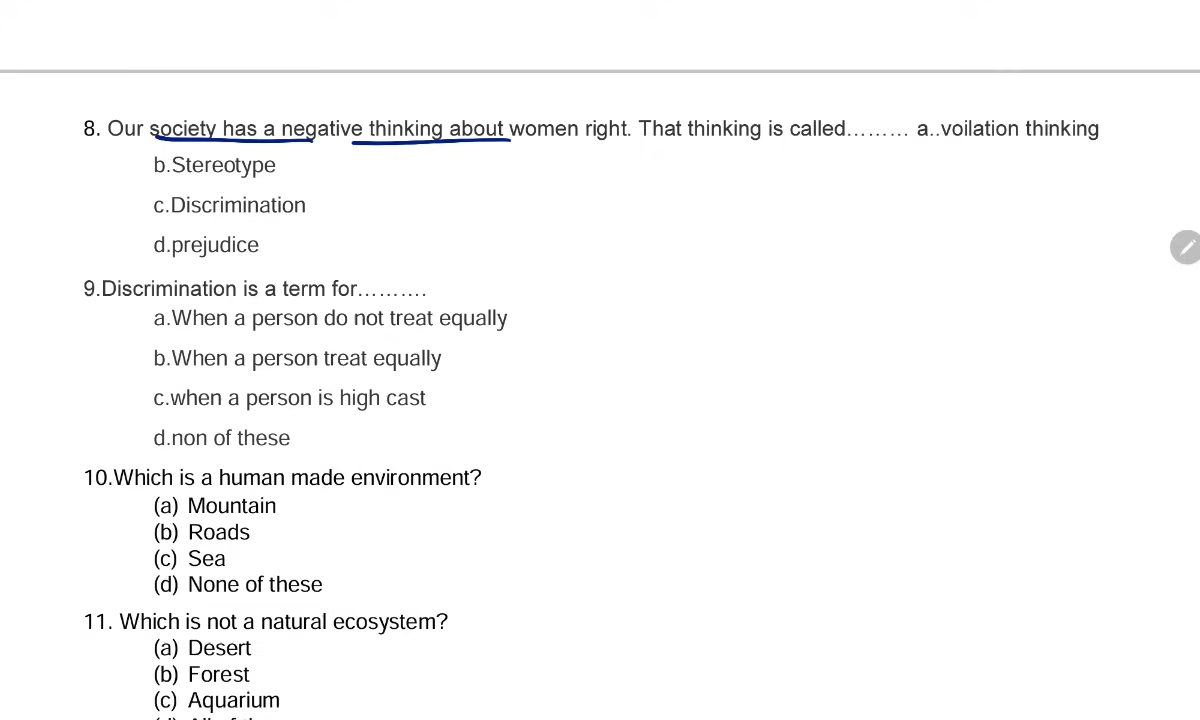 8. Our society has a negative thinking about women right. That thinking is called……… a..voilation thinking
b.Stereotype
c.Discrimination
d.prejudice
9.Discrimination is a term for……….
a.When a person do not treat equally
b.When a person treat equally
c.when a person is high cast
d.non of these
10.Which is a human made environment?
(a) Mountain
(b) Roads
(c) Sea
(d) None of these
11. Which is not a natural ecosystem?
(a) Desert
(b) Forest
(c) Aquarium